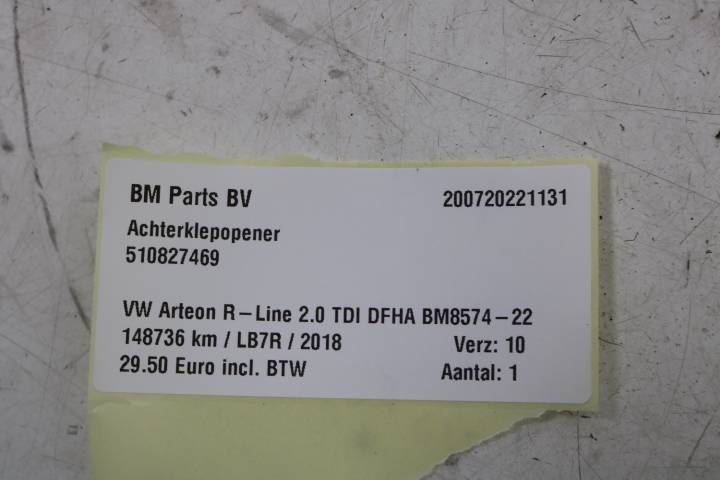 BM Parts BV 200720221131
Achterklepopener
510827469
VW Arteon R-Line 2.0 TDI DFHA BM8574-22
148736 km / LB7R / 2018 Verz: 10
29.50 Euro incl. BTW Aantal: 1